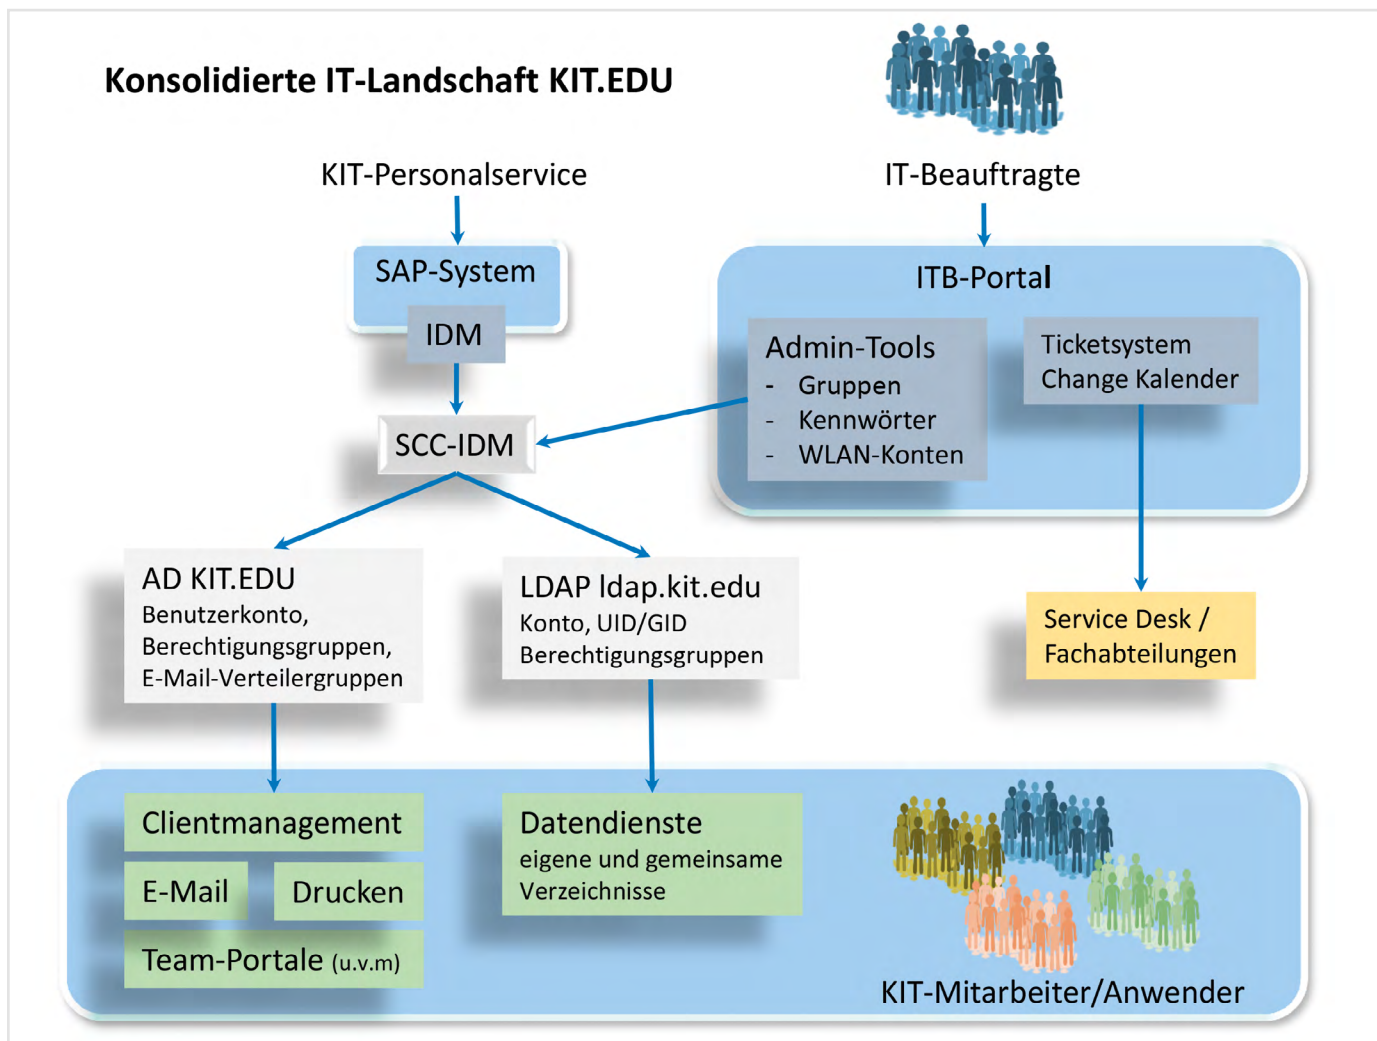 Konsolidierte IT-Landschaft KIT.EDU
KIT-Personalservice
IT-Beauftragte
SAP-System
IDM
SCC-IDM
ITB-Portal
Admin-Tools
- Gruppen
- Kennwörter
- WLAN-Konten
Ticketsystem
Change Kalender
AD KIT.EDU
Benutzerkonto,
Berechtigungsgruppen,
E-Mail-Verteilergruppen
LDAP ldap.kit.edu
Konto, UID/GID
Berechtigungsgruppen
Service Desk /
Fachabteilungen
Clientmanagement
E-Mail
Drucken
Team-Portale (u.v.m)
Datendienste
eigene und gemeinsame
Verzeichnisse
KIT-Mitarbeiter/Anwender